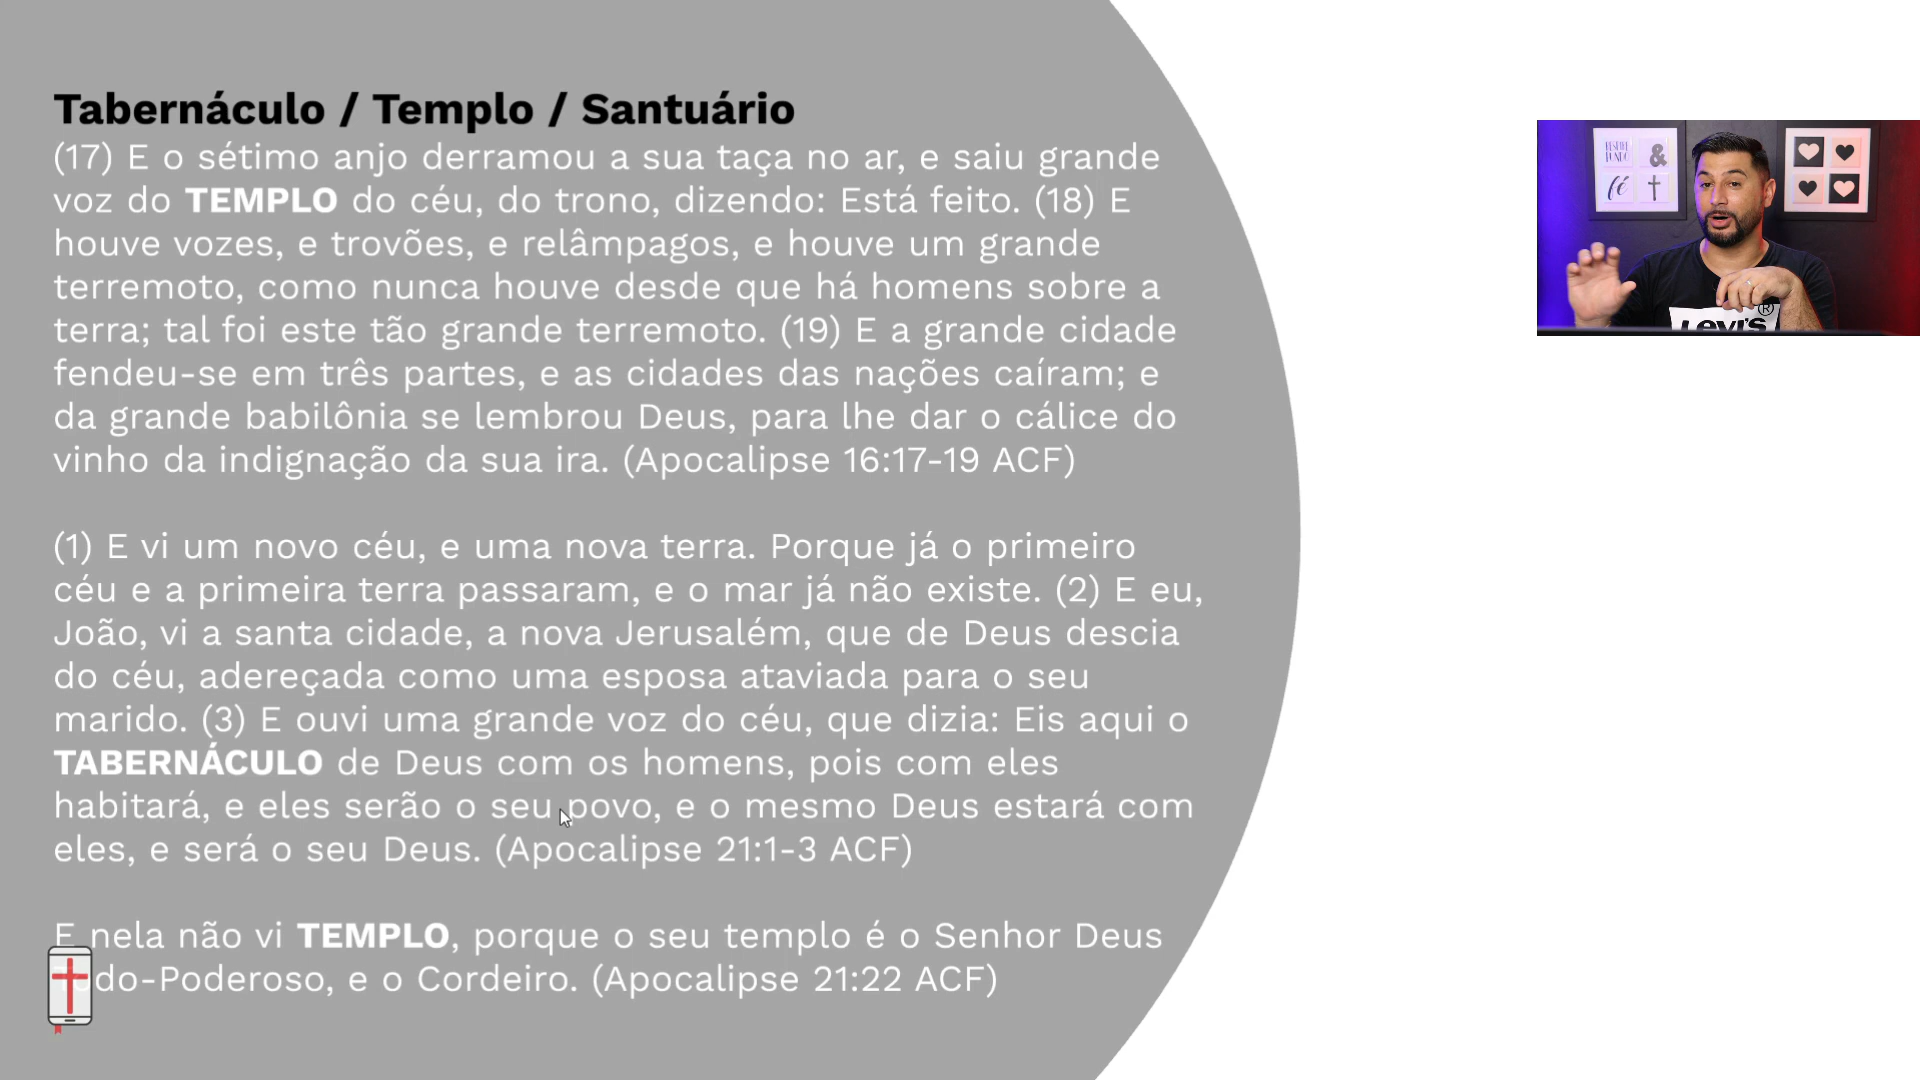 Tabernáculo / Templo / Santuário
(17) E o sétimo anjo derramou a sua taça no ar, e saiu grande
voz do TEMPLO do céu, do trono, dizendo: Está feito. (18) E
houve vozes, e trovões, e relâmpagos, e houve um grande
terremoto, como nunca houve desde que há homens sobre a
terra; tal foi este tão grande terremoto. (19) E a grande cidade
fendeu-se em três partes, e as cidades das nações caíram; e
da grande babilônia se lembrou Deus, para lhe dar o cálice do
vinho da indignação da sua ira. (Apocalipse 16:17-19 ACF)
(1) E vi um novo céu, e uma nova terra. Porque já o primeiro
céu e a primeira terra passaram, e o mar já não existe. (2) E eu,
João, vi a santa cidade, a nova Jerusalém, que de Deus descia
do céu, adereçada como uma esposa ataviada para o seu
marido. (3) E ouvi uma grande voz do céu, que dizia: Eis aqui o
TABERNÁCULO de Deus com os homens, pois com eles
habitará, e eles serão o seu povo, e o mesmo Deus estará com
eles, e será o seu Deus. (Apocalipse 21:1-3 ACF)
E nela não vi TEMPLO, porque o seu templo é o Senhor Deus
Todo-Poderoso, e o Cordeiro. (Apocalipse 21:22 ACF)
&
fé
Levi's ®